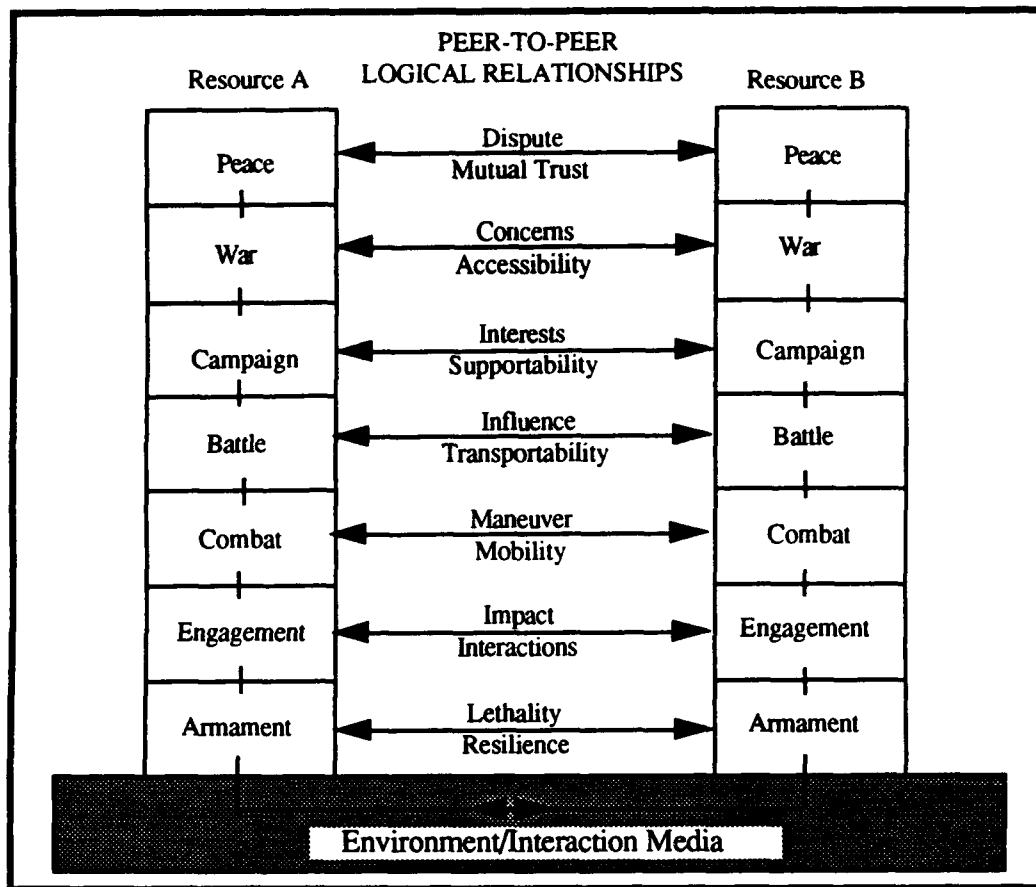 PEER-TO-PEER
LOGICAL RELATIONSHIPS
Resource A
Resource B
Peace
Dispute
Mutual Trust
Peace
War
Concerns
Accessibility
War
Campaign
Interests
Supportability
Campaign
Battle
Influence
Transportability
Battle
Combat
Maneuver
Mobility
Combat
Engagement
Impact
Interactions
Engagement
Armament
Lethality
Resilience
Armament
Environment/Interaction Media